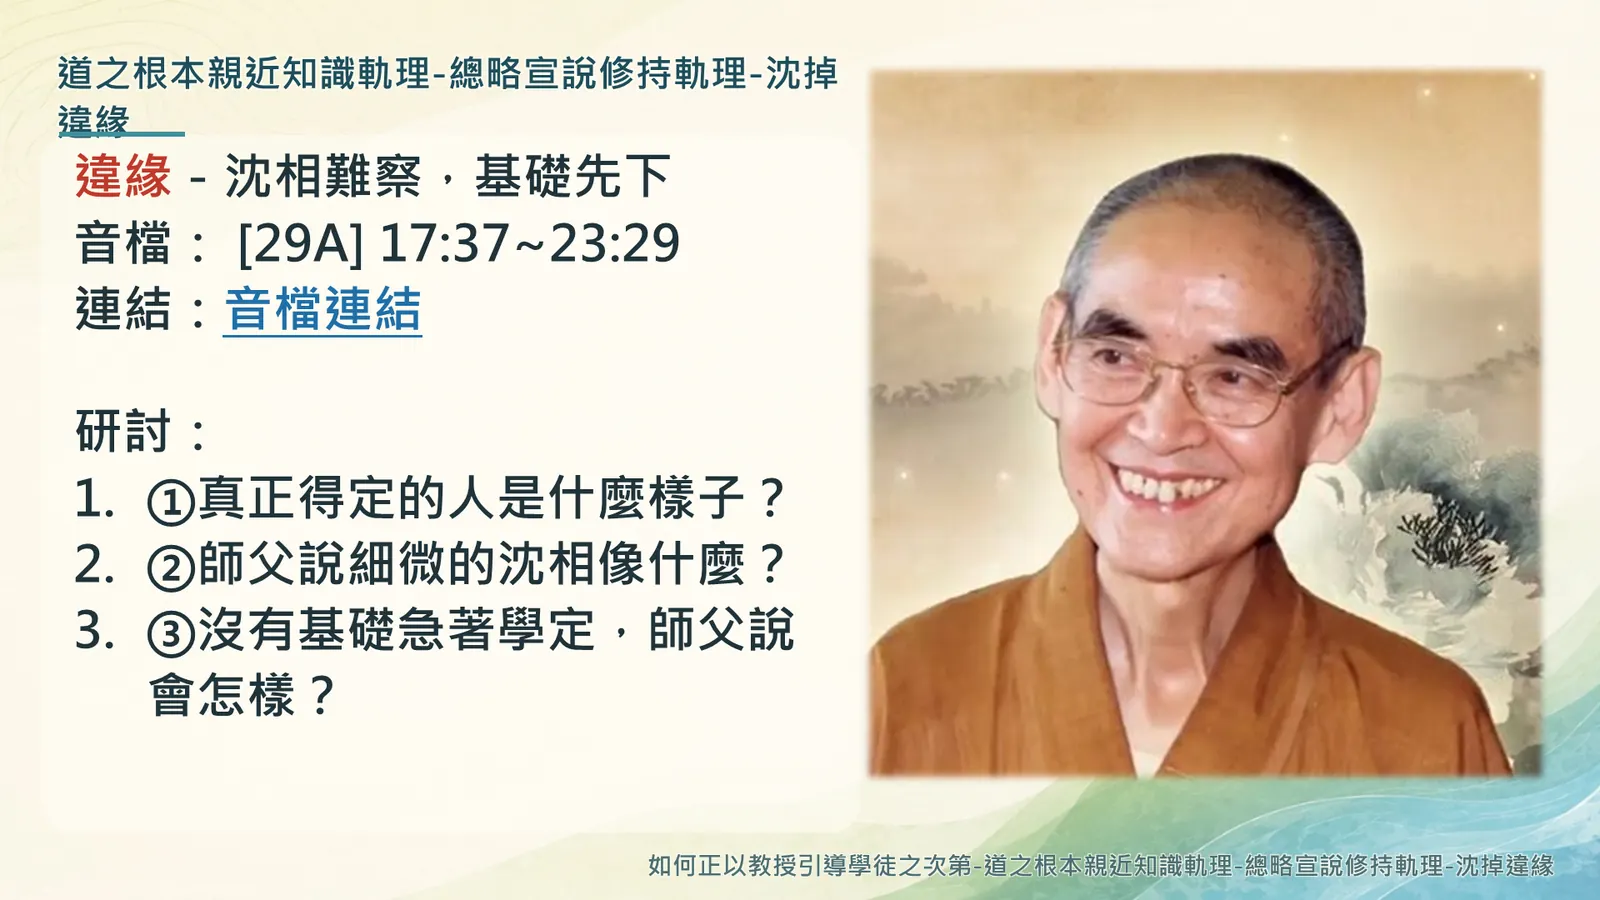 道之根本親近知識軌理-總略宣說修持軌理-沈掉
違緣
違緣 - 沈相難察，基礎先下
音檔： [29A] 17:37~23:29
連結：音檔連結
研討：
1. ①真正得定的人是什麼樣子？
2. ②師父說細微的沈相像什麼？
3. ③沒有基礎急著學定，師父說
會怎樣？
如何正以教授引導學徒之次第-道之根本親近知識軌理-總略宣說修持軌理-沈掉違緣